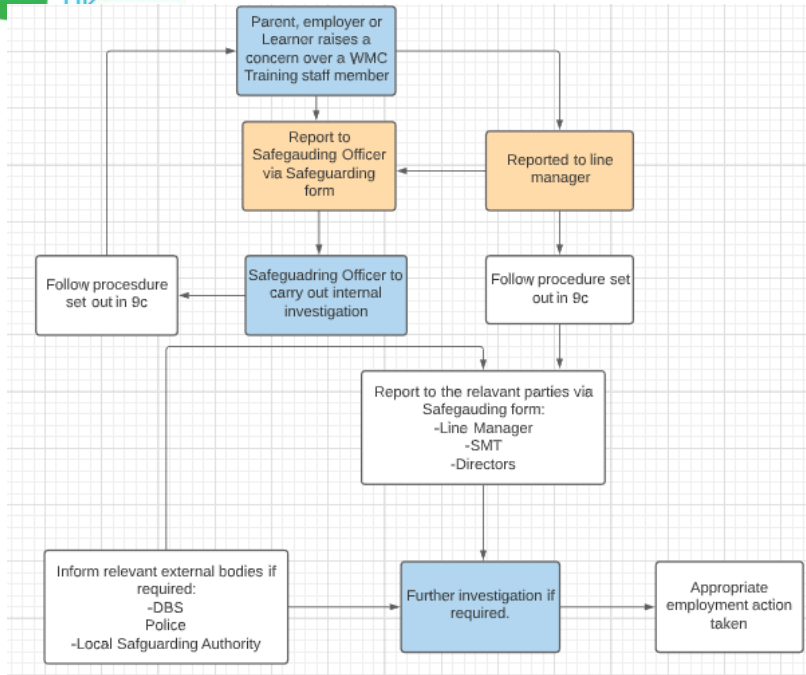 Parent, employer or
Learner raises a
concern over a WMC
Training staff member
Report to
Safegauding Officer
via Safeguarding
form
Reported to line
manager
Follow procesdure
set out in 9c
Safeguadring Officer to
carry out internal
investigation
Follow procedure set
out in 9c
Report to the relavant parties via
Safegauding form:
-Line Manager
-SMT
-Directors
Inform relevant external bodies if
required:
-DBS
Police
-Local Safguarding Authority
Further investigation if
required.
Appropriate
employment action
taken